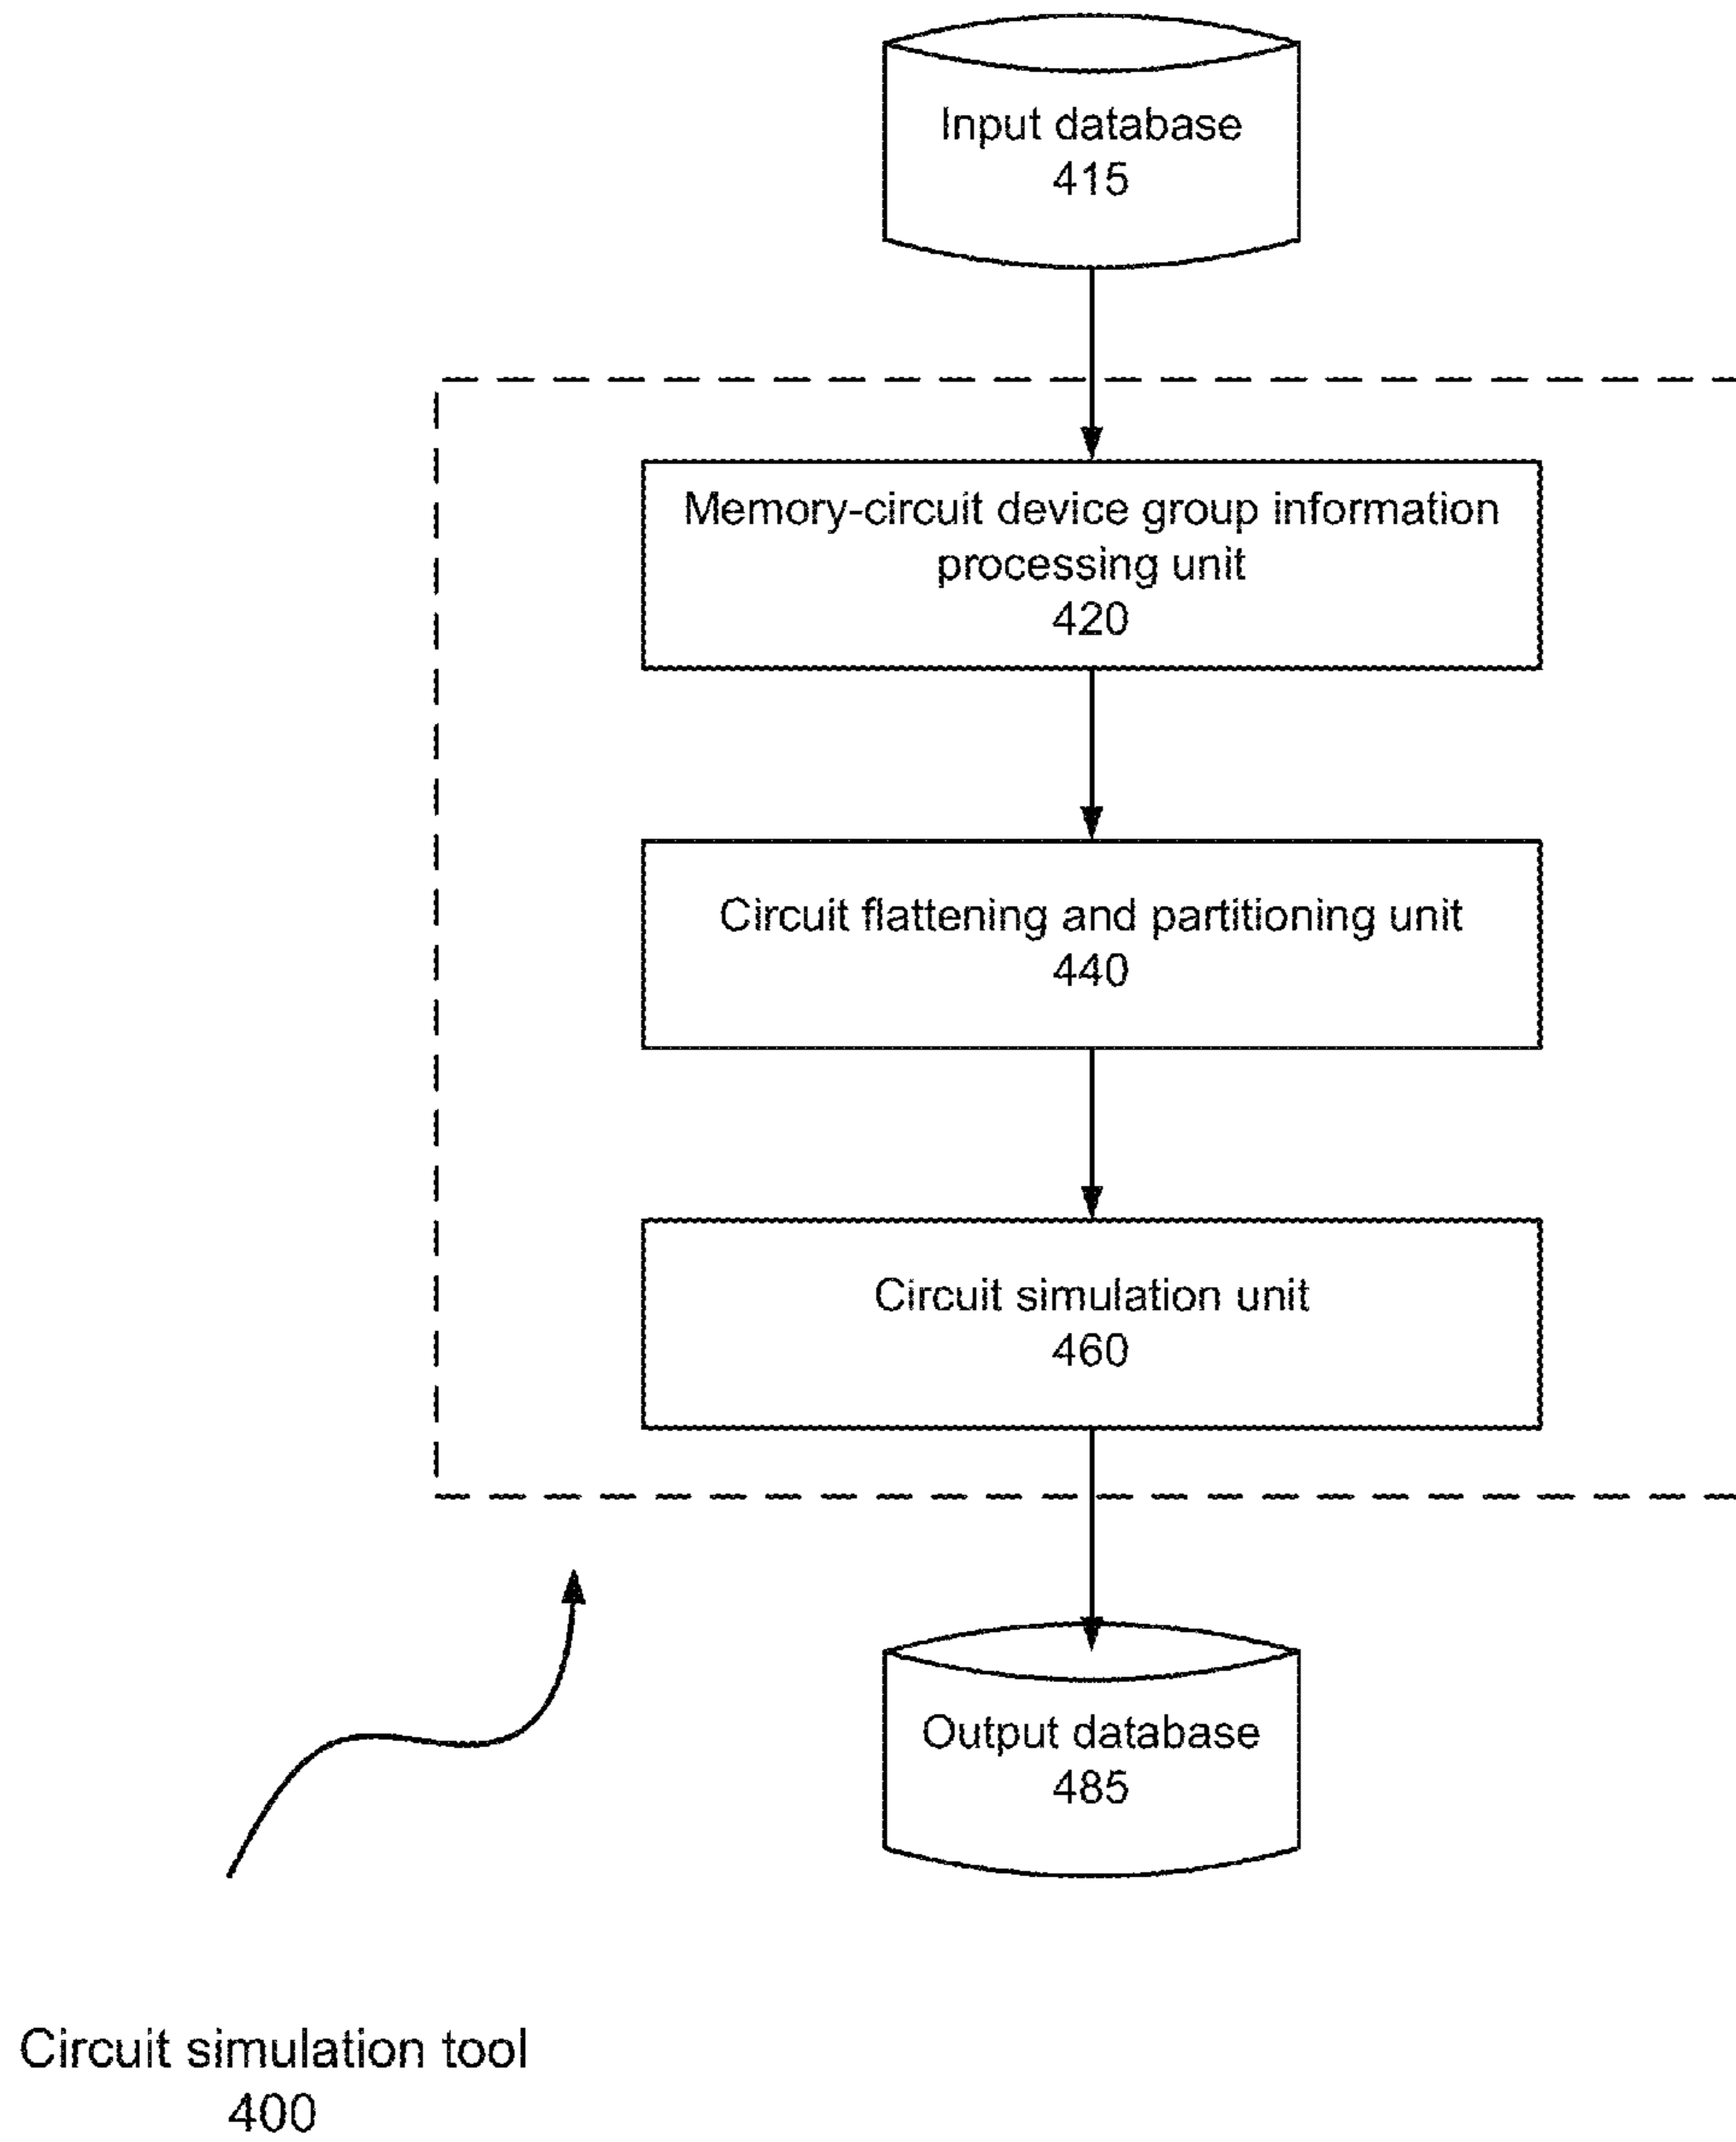 Input database
415
Memory-circuit device group information
processing unit
420
Circuit flattening and partitioning unit
440
Circuit simulation unit
460
Output database
485
Circuit simulation tool
400